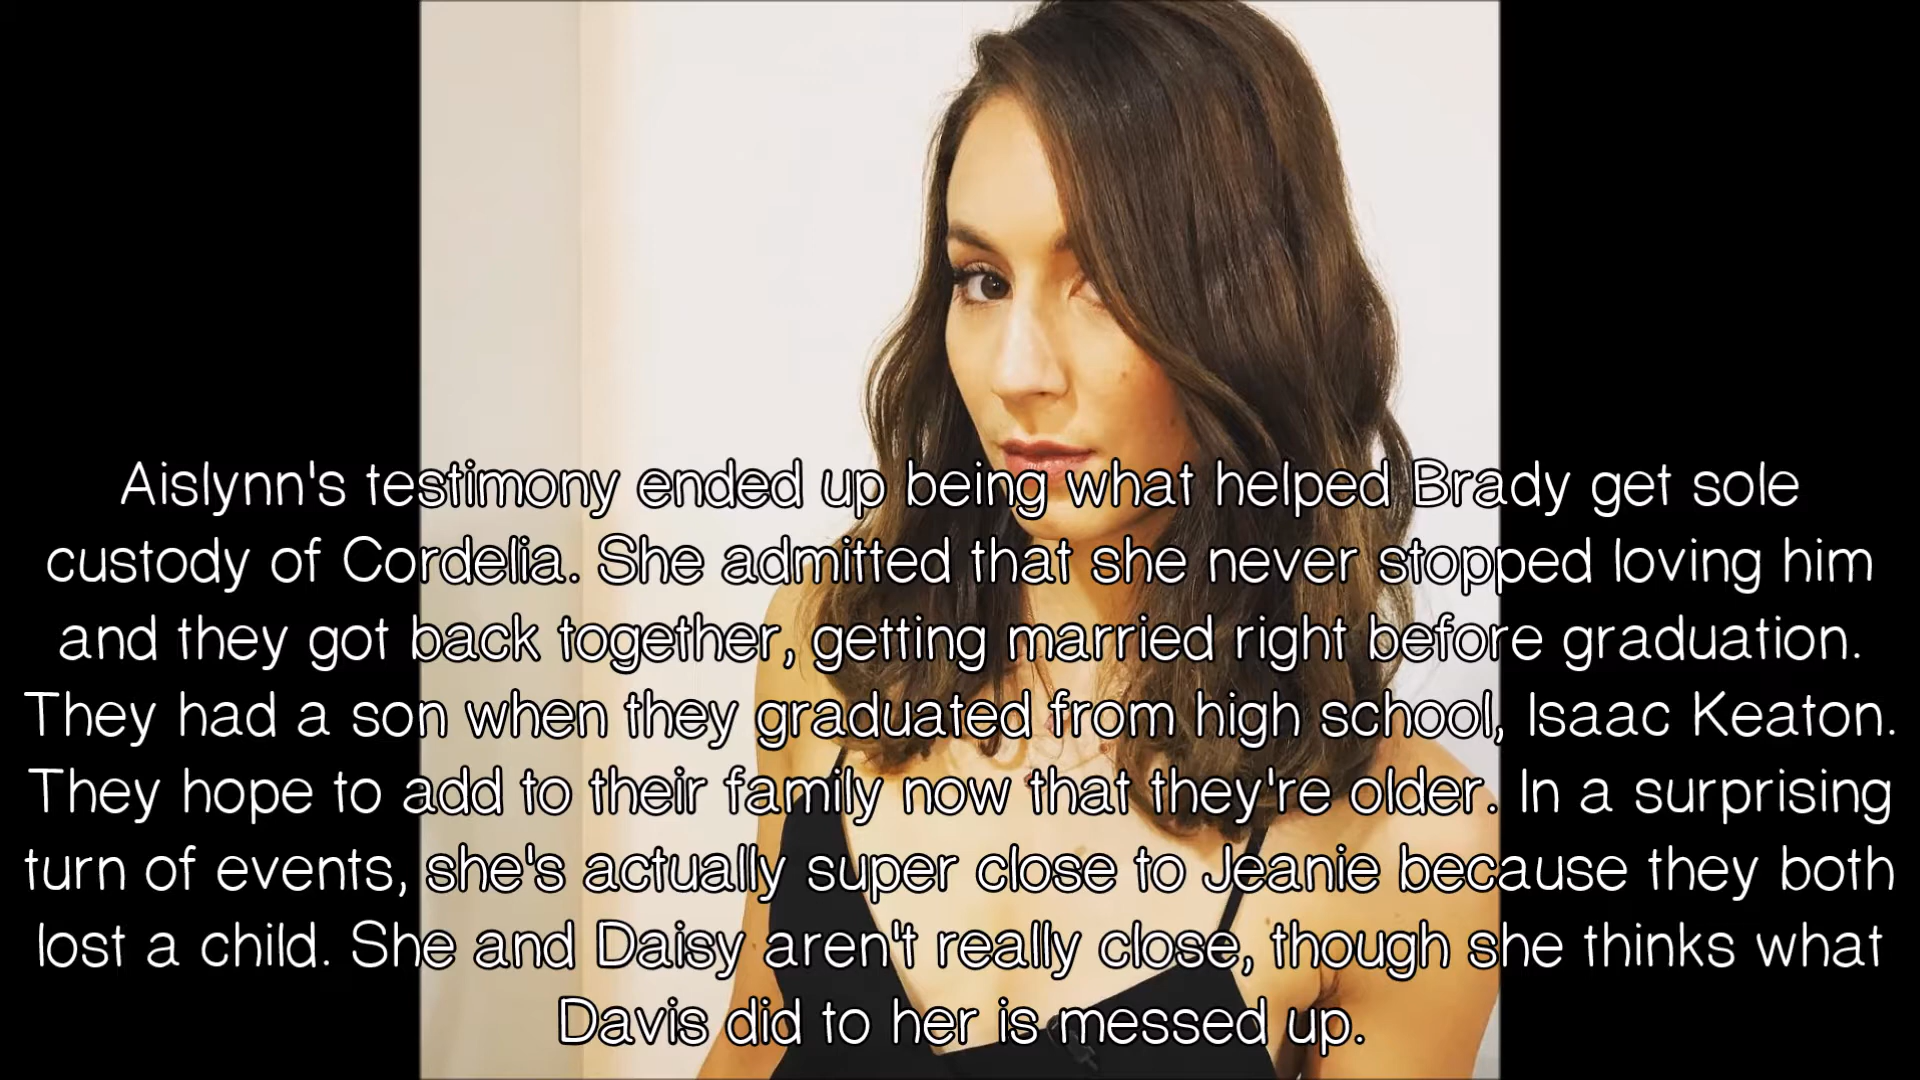 Aislynn's testimony ended up being what helped Brady get sole
custody of Cordelia. She admitted that she never stopped loving him
and they got back together, getting married right before graduation.
They had a son when they graduated from high school, Isaac Keaton.
They hope to add to their family now that they're older. In a surprising
turn of events, she's actually super close to Jeanie because they both
lost a child. She and Daisy aren't really close, though she thinks what
Davis did to her is messed up.